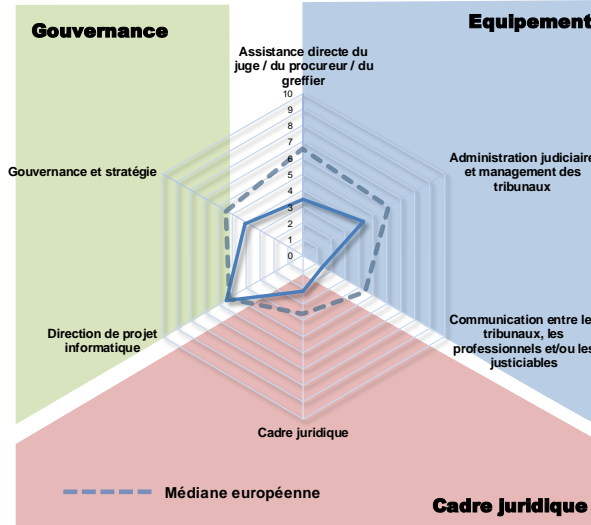 Gouvernance
Equipement
Assistance directe du
juge / du procureur / du
greffier
10
9
8
7
6
5
4
3
2
1
0
Gouvernance et stratégie
Administration judiciaire
et management des
tribunaux
Direction de projet
informatique
Communication entre le
tribunaux, les
professionnels et/ou les
justiciables
Cadre juridique
Médiane européenne
Cadre juridique